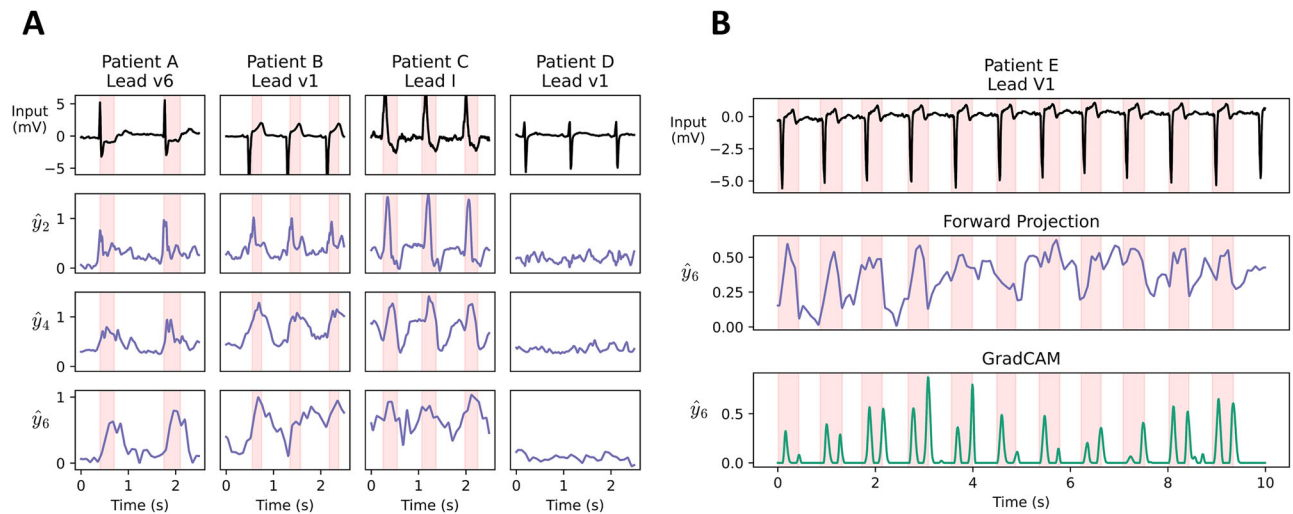 A
B
Patient A
Lead v6
Patient B
Lead v1
Patient C
Lead I
Patient D
Lead v1
Input
(mV)
5
0
−5
ŷ2
1
0
ŷ4
1
0
ŷ6
1
0
0 1 2
0 1 2
0 1 2
0 1 2
Time (s)
Time (s)
Time (s)
Time (s)
Patient E
Lead V1
Input
(mV)
0.0
−2.5
−5.0
Forward Projection
ŷ6
0.50
0.25
0.00
GradCAM
ŷ6
0.5
0.0
0 2 4 6 8 10
Time (s)